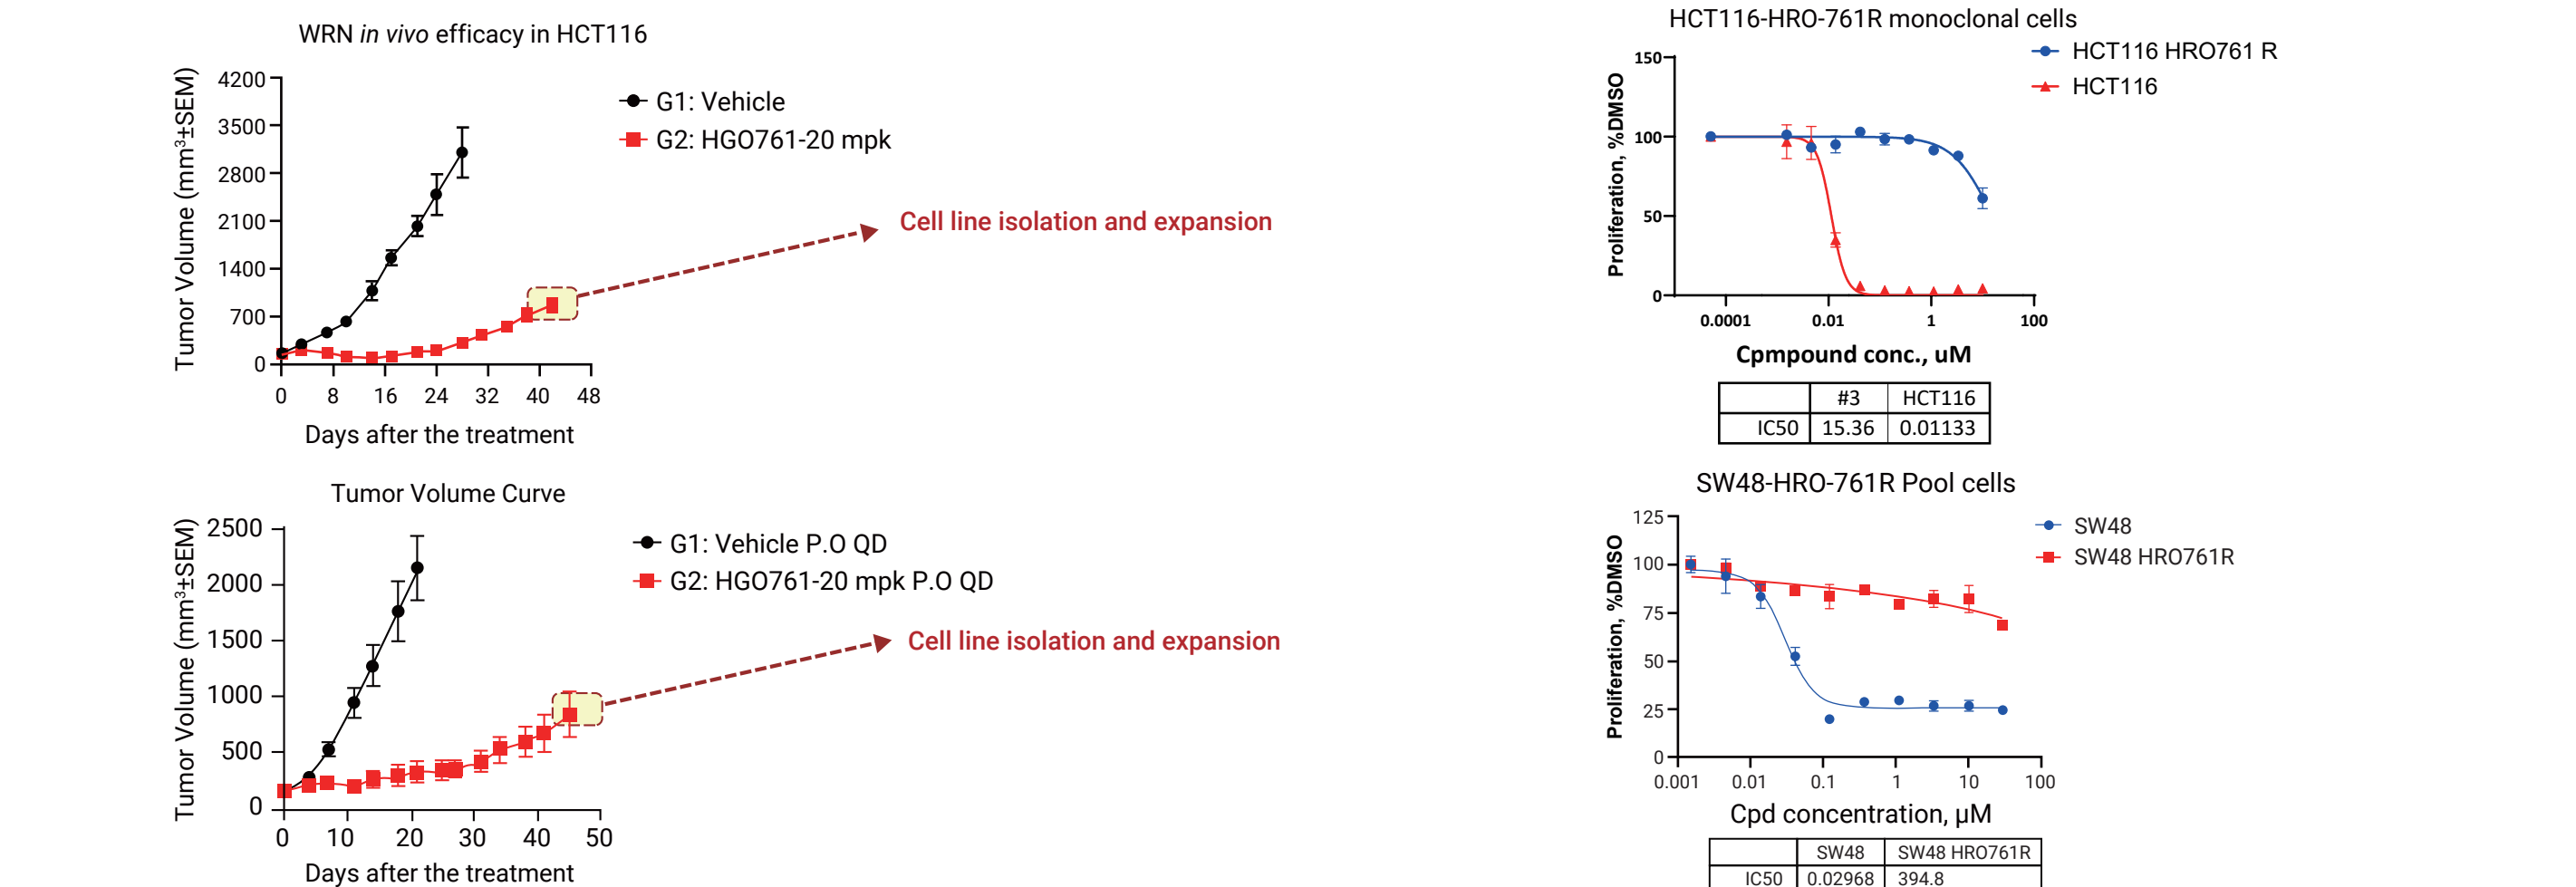 WRN in vivo efficacy in HCT116
Tumor Volume (mm³±SEM)
4200
3500
2800
2100
1400
700
0
0 8 16 24 32 40 48
Days after the treatment
G1: Vehicle
G2: HGO761-20 mpk
Cell line isolation and expansion
HCT116-HRO-761R monoclonal cells
HCT116 HRO761 R
HCT116
Proliferation, %DMSO
150
100
50
0
0.0001 0.01 1 100
Cpmpound conc., uM
#3 HCT116
IC50 15.36 0.01133
Tumor Volume Curve
Tumor Volume (mm³±SEM)
2500
2000
1500
1000
500
0
0 10 20 30 40 50
Days after the treatment
G1: Vehicle P.O QD
G2: HGO761-20 mpk P.O QD
Cell line isolation and expansion
SW48-HRO-761R Pool cells
SW48
SW48 HRO761R
Proliferation, %DMSO
125
100
75
50
25
0
0.001 0.01 0.1 1 10 100
Cpd concentration, µM
SW48 SW48 HRO761R
IC50 0.02968 394.8